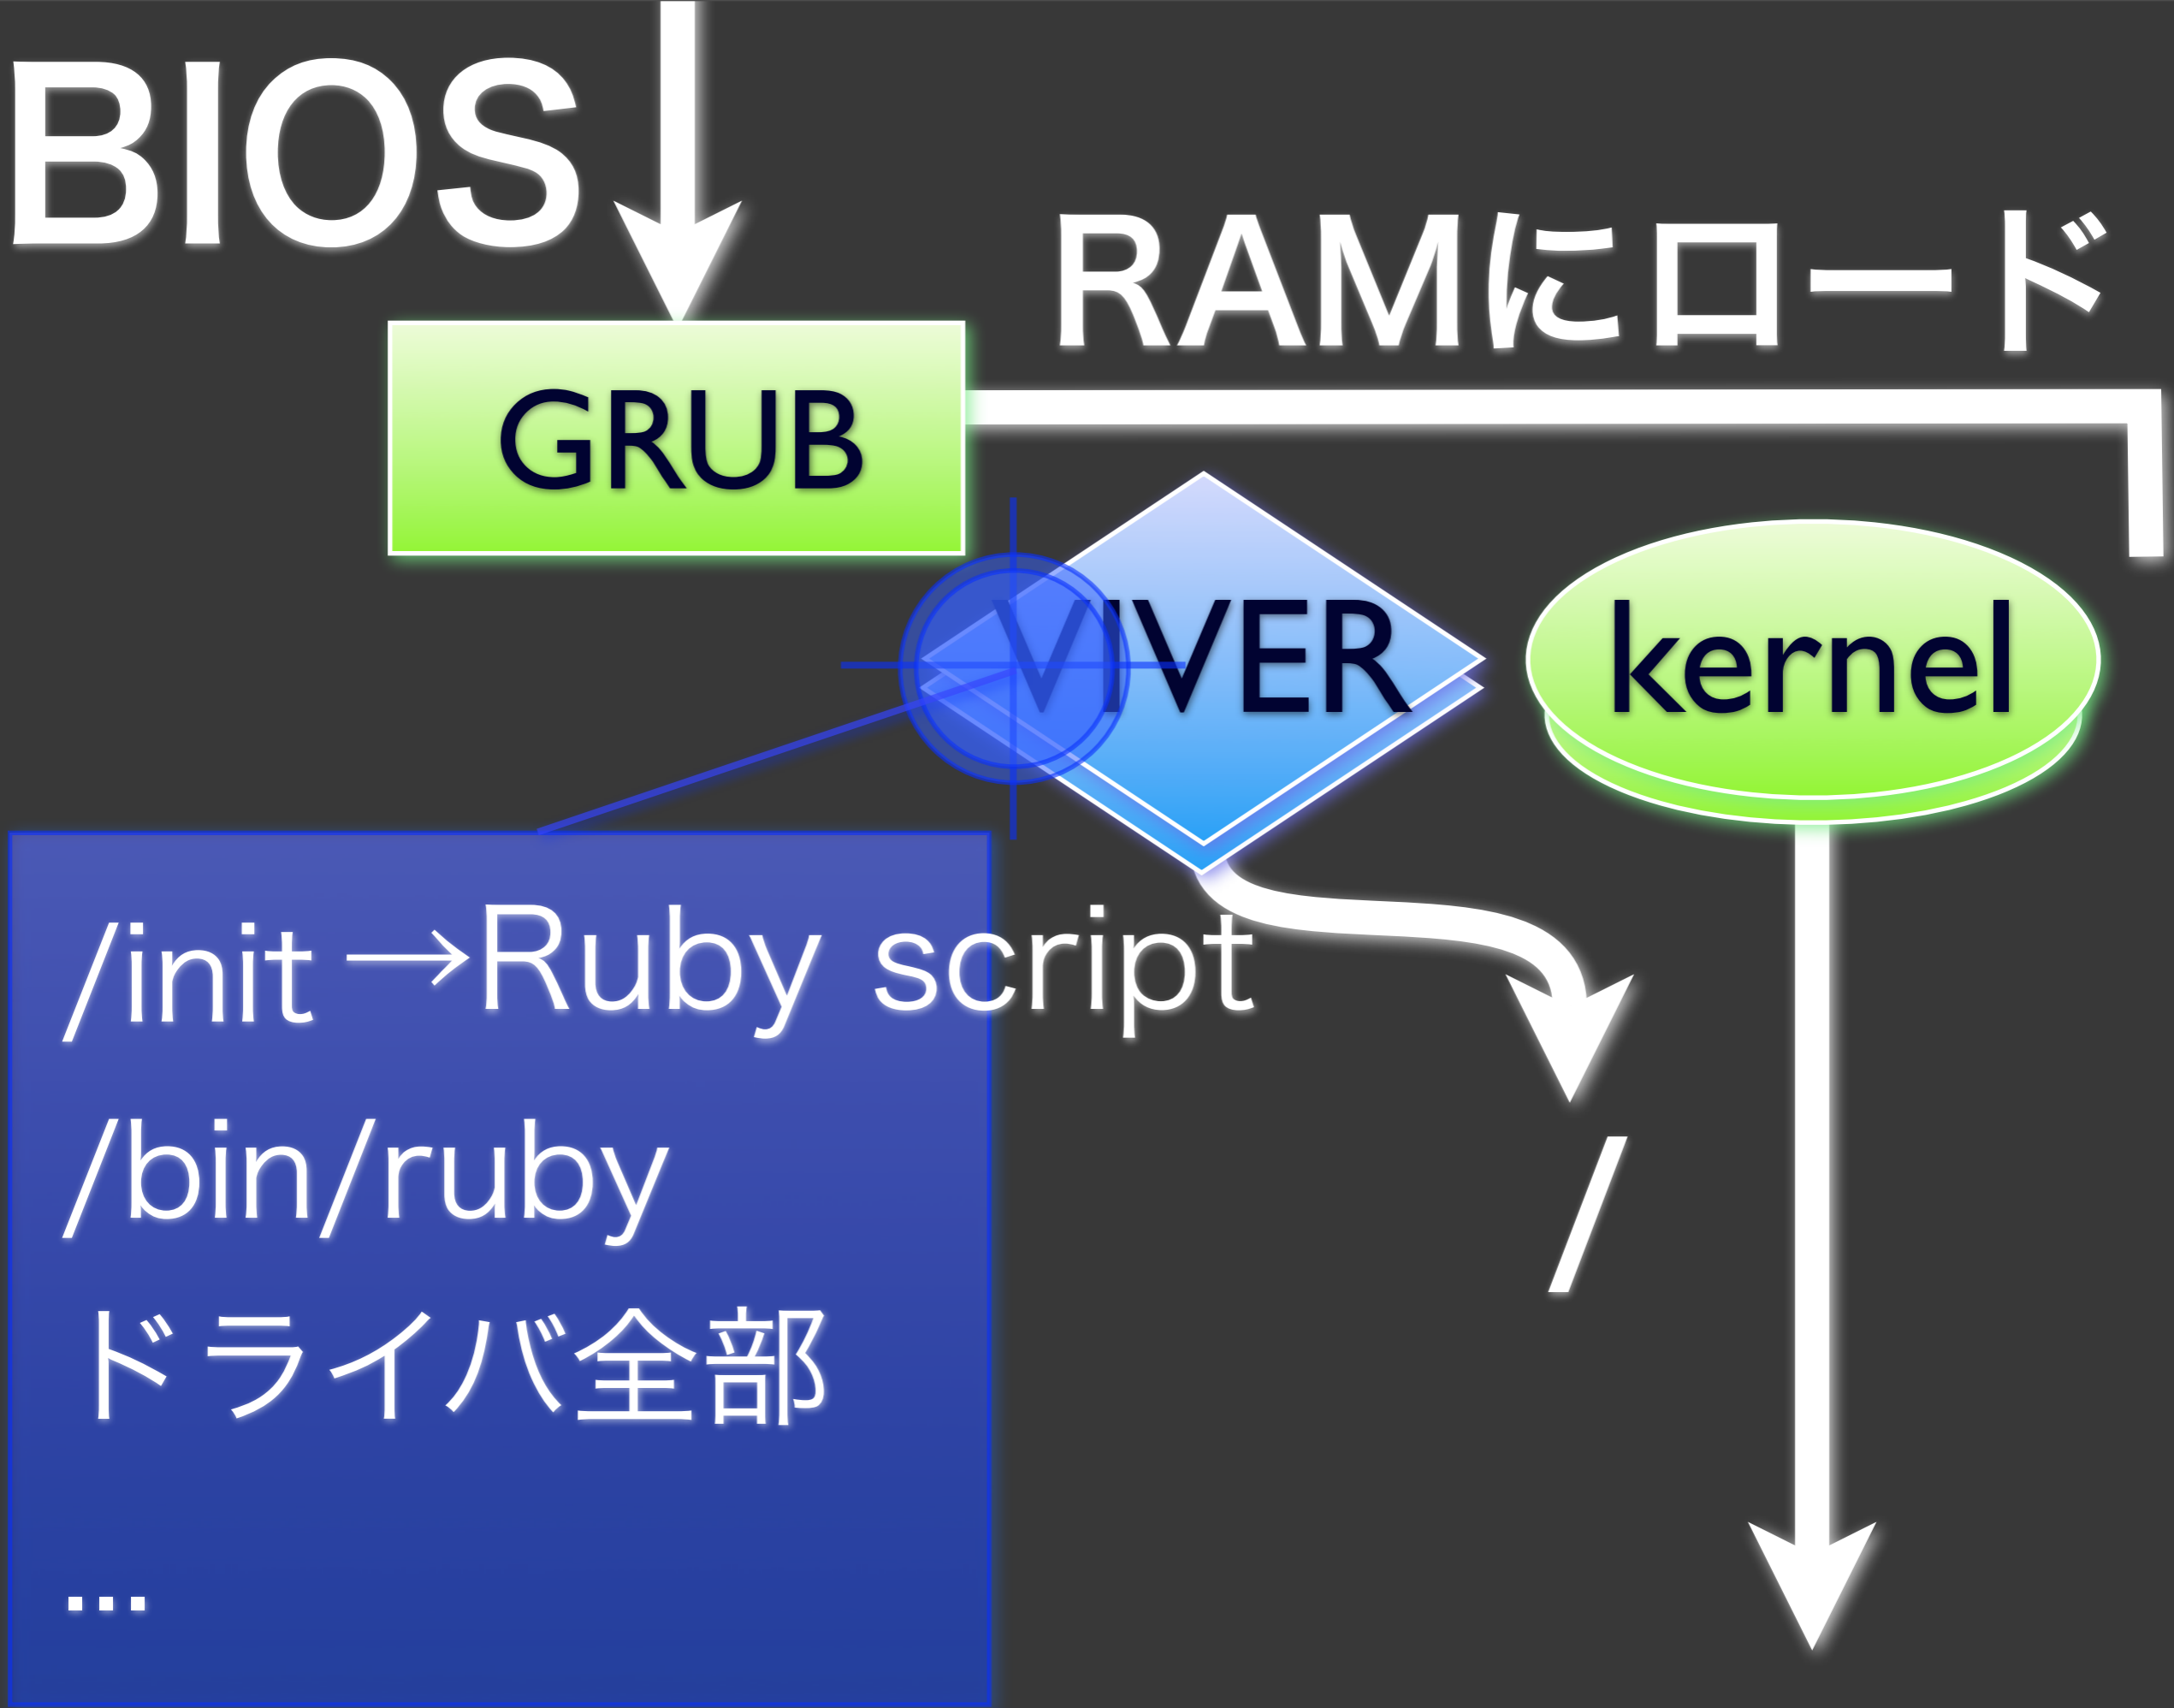 BIOS
RAMにロード
GRUB
VIVER
kernel
/init →Ruby script
/bin/ruby
ドライバ全部
...
/